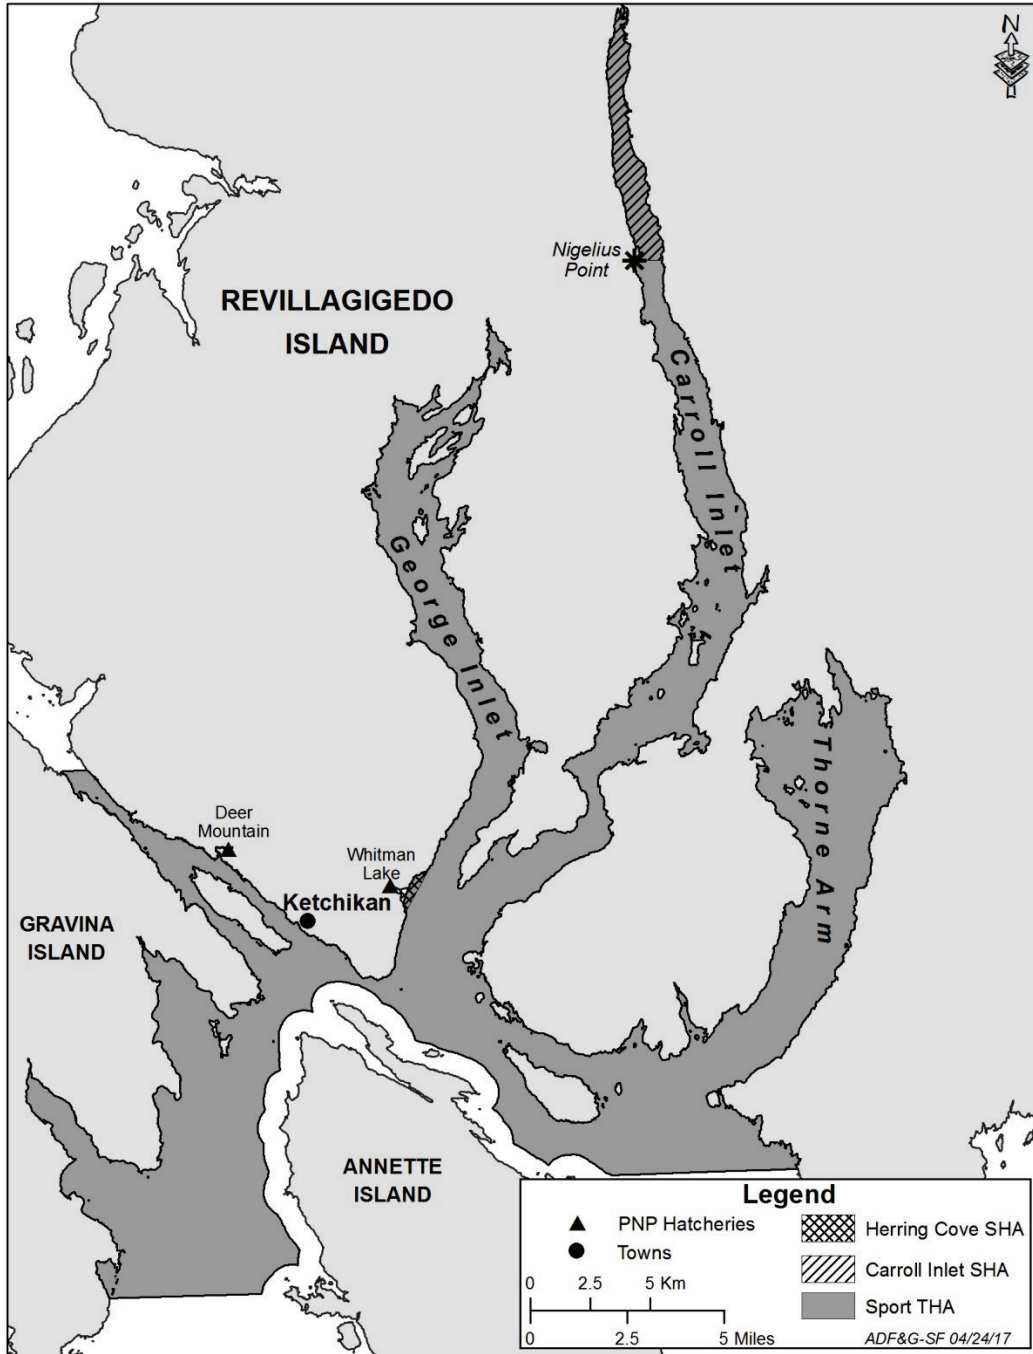 N
Nigelius
Point
REVILLAGIGEDO
ISLAND
Carroll Inlet
George Inlet
Thorne Arm
Deer
Mountain
Whitman
Lake
Ketchikan
GRAVINA
ISLAND
ANNETTE
ISLAND
Legend
PNP Hatcheries
Towns
Herring Cove SHA
Carroll Inlet SHA
Sport THA
0 2.5 5 Km
0 2.5 5 Miles
ADF&G-SF 04/24/17